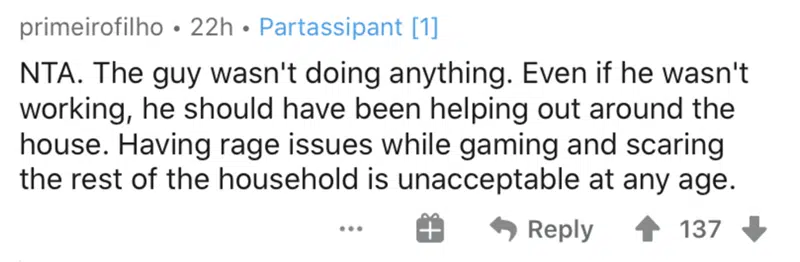 primeirofilho • 22h • Partassipant [1]
NTA. The guy wasn't doing anything. Even if he wasn't
working, he should have been helping out around the
house. Having rage issues while gaming and scaring
the rest of the household is unacceptable at any age.
... Reply 137